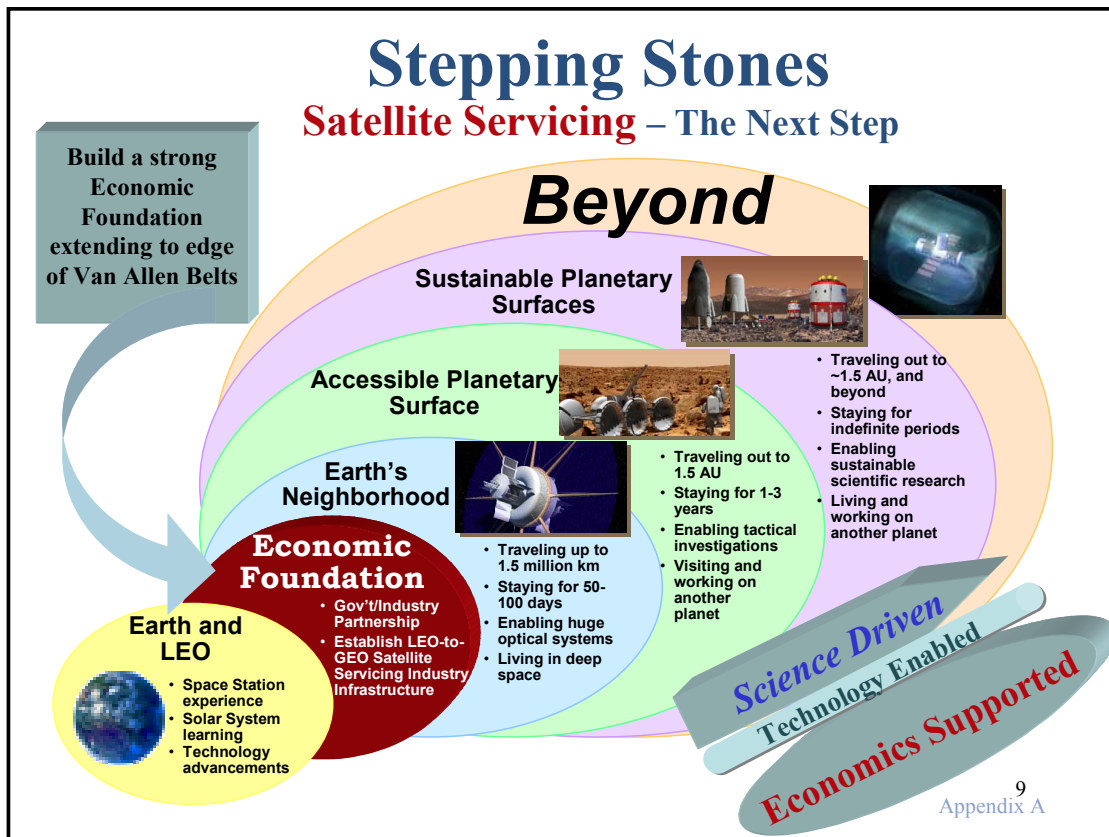 Stepping Stones
Satellite Servicing – The Next Step
Build a strong
Economic
Foundation
extending to edge
of Van Allen Belts
Beyond
Sustainable Planetary
Surfaces
• Traveling out to
~1.5 AU, and
beyond
• Staying for
indefinite periods
• Enabling
sustainable
scientific research
• Living and
working on
another planet
Accessible Planetary
Surface
• Traveling out to
1.5 AU
• Staying for 1-3
years
• Enabling tactical
investigations
• Visiting and
working on
another
planet
Earth's
Neighborhood
• Traveling up to
1.5 million km
• Staying for 50-
100 days
• Enabling huge
optical systems
• Living in deep
space
Economic
Foundation
• Gov't/Industry
Partnership
• Establish LEO-to-
GEO Satellite
Servicing Industry
Infrastructure
Earth and
LEO
• Space Station
experience
• Solar System
learning
• Technology
advancements
Science Driven
Technology Enabled
Economics Supported
9
Appendix A